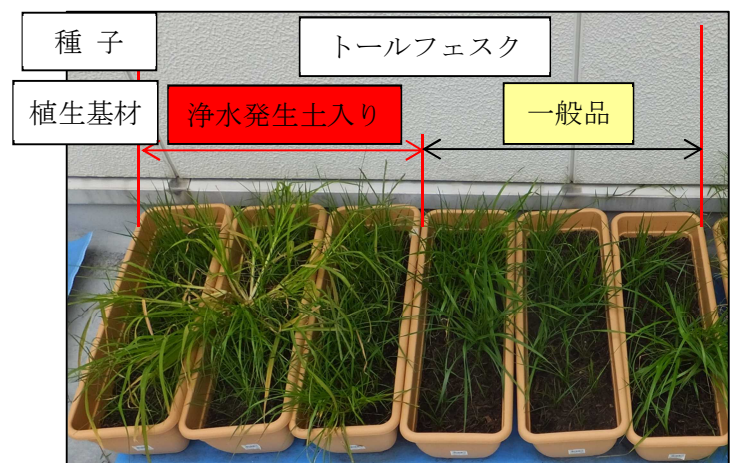 種 子
トールフェスク
植生基材
浄水発生土入り
一般品